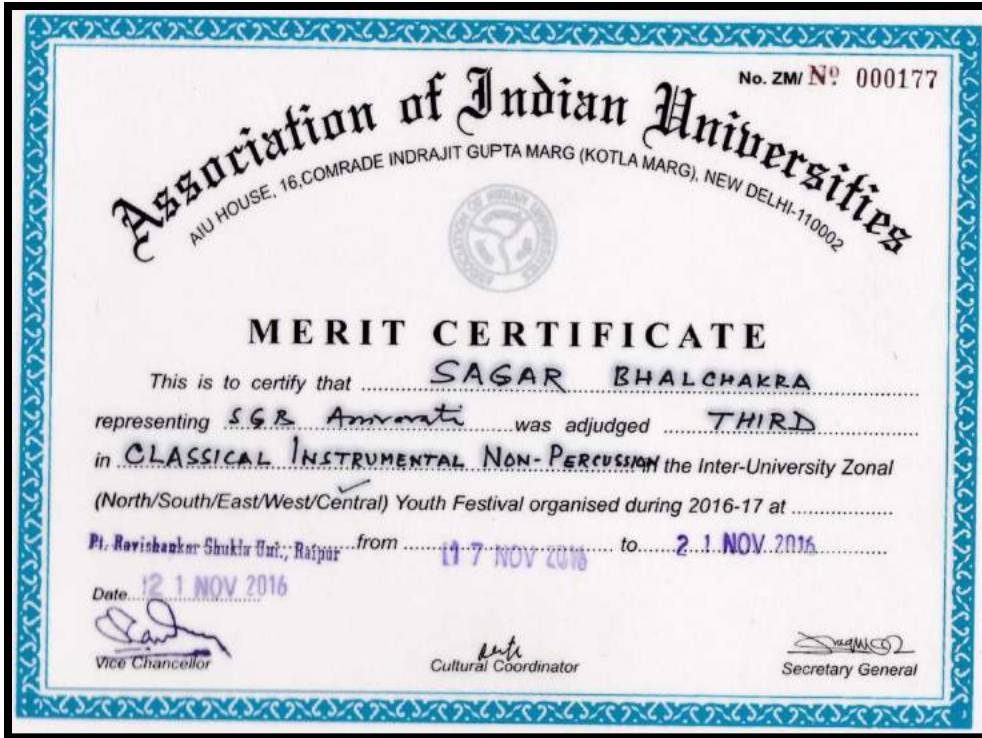 No. ZM/ Nº 000177
Association of Indian Universities
AIU HOUSE, 16,COMRADE INDRAJIT GUPTA MARG (KOTLA MARG), NEW DELHI-110002
ASSOCIATION OF INDIAN UNIVERSITIES
MERIT CERTIFICATE
This is to certify that SAGAR BHALCHAKRA
representing SGB Amravati was adjudged THIRD
in CLASSICAL INSTRUMENTAL NON-PERCUSSION the Inter-University Zonal
(North/South/East/West/Central) Youth Festival organised during 2016-17 at
Pt. Ravishankar Shukla Uni., Raipur from 17 NOV 2016 to 21 NOV 2016
Date 21 NOV 2016
Vice Chancellor
Cultural Coordinator
Secretary General